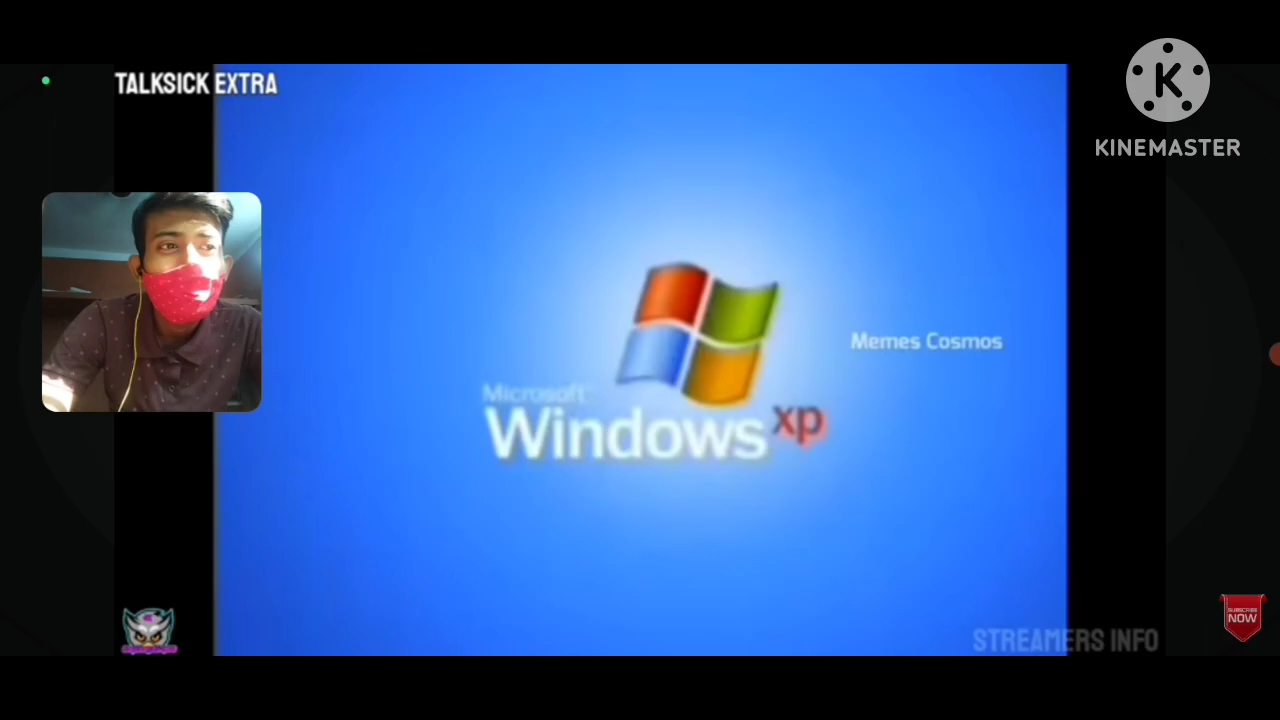 TALKSICK EXTRA
KINEMASTER
Memes Cosmos
Microsoft
Windows xp
SUBSCRIBE
NOW
STREAMERS INFO